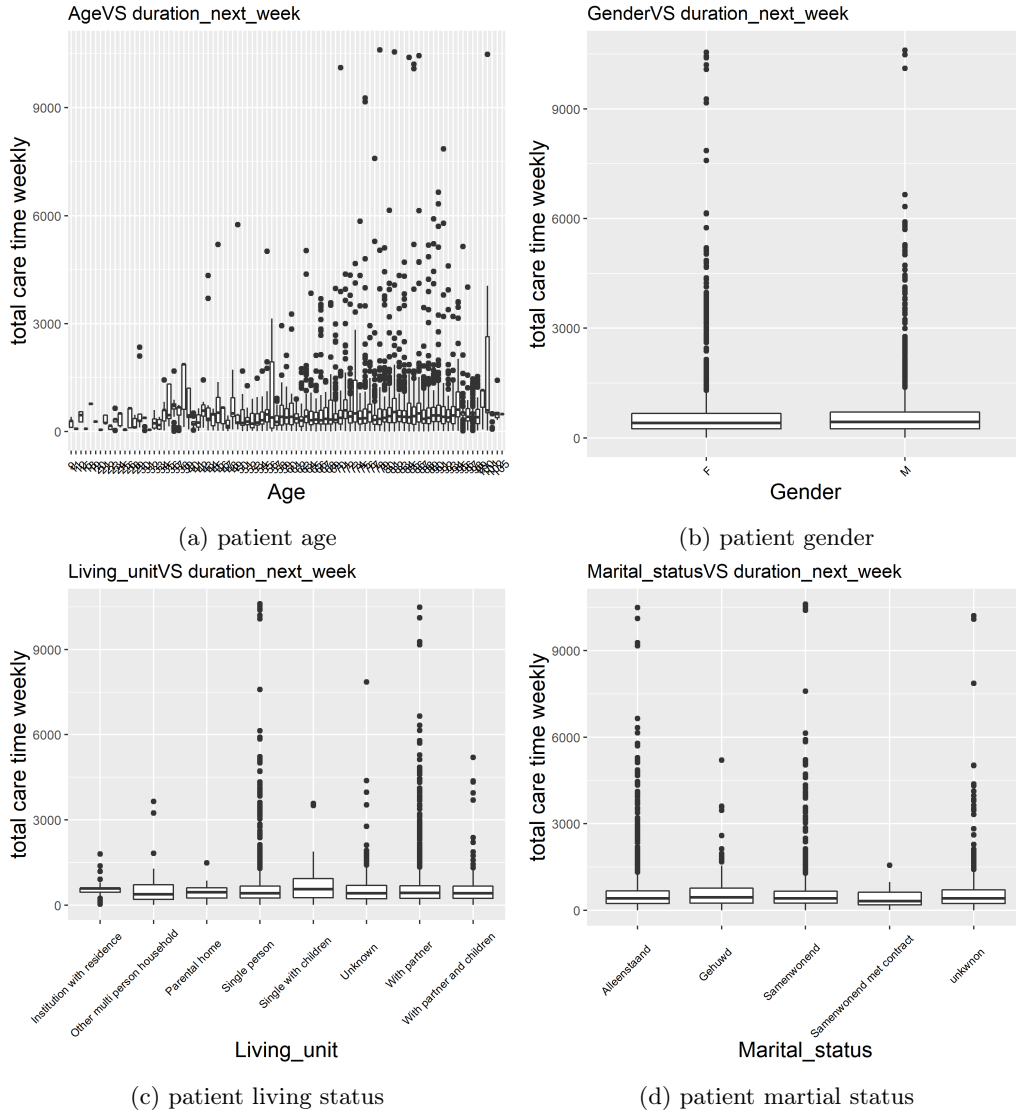 AgeVS duration_next_week
total care time weekly
9000
6000
3000
0
Age
(a) patient age
GenderVS duration_next_week
total care time weekly
9000
6000
3000
0
F
M
Gender
(b) patient gender
Living_unitVS duration_next_week
total care time weekly
9000
6000
3000
0
Institution with residence
Other multi person household
Parental home
Single person
Single with children
Unknown
With partner
With partner and children
Living_unit
(c) patient living status
Marital_statusVS duration_next_week
total care time weekly
9000
6000
3000
0
Alleenstaand
Gehuwd
Samenwonend
Samenwonend met contract
unkwnon
Marital_status
(d) patient martial status